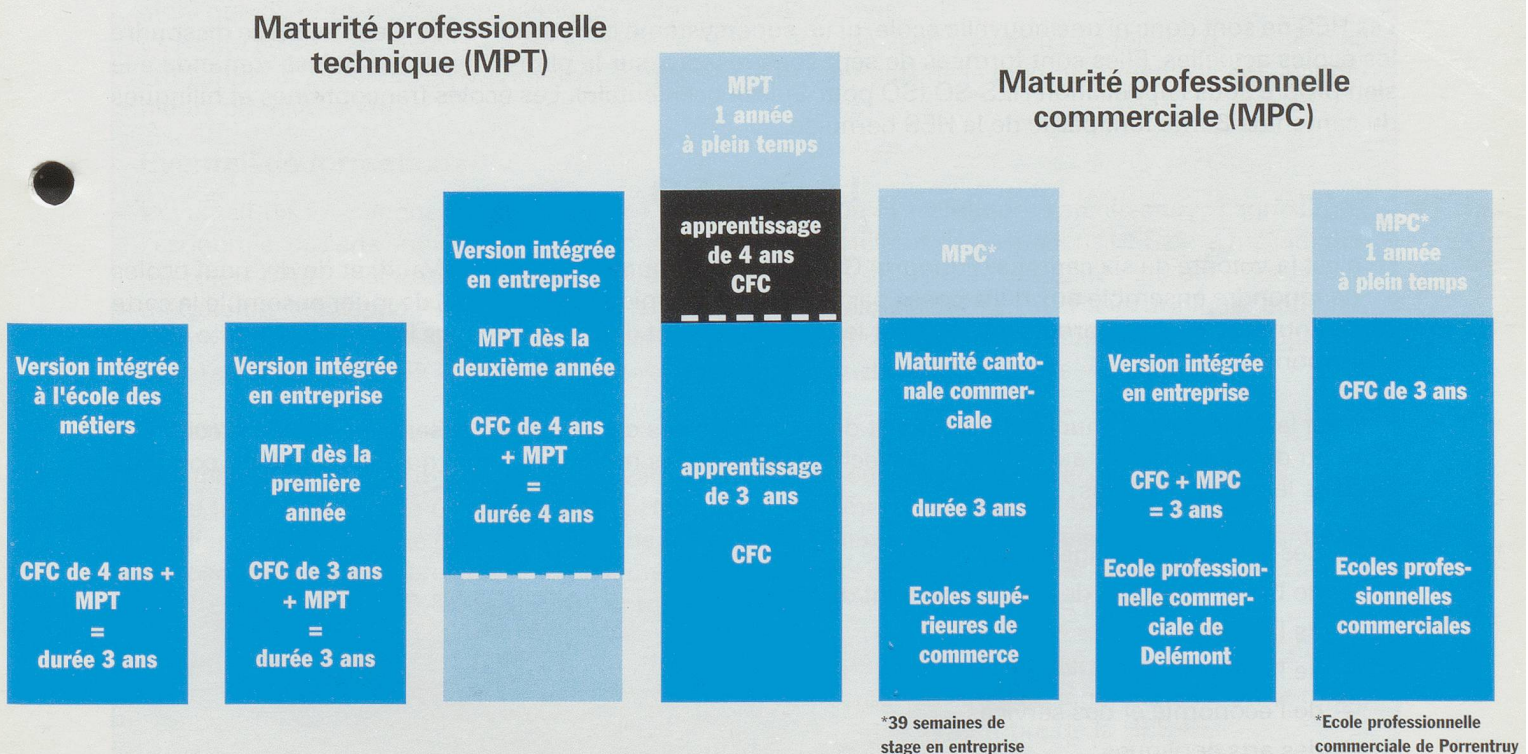 Maturité professionnelle
technique (MPT)
Version intégrée
à l'école des
métiers
CFC de 4 ans +
MPT
=
durée 3 ans
Version intégrée
en entreprise
MPT dès la
première
année
CFC de 3 ans
+ MPT
=
durée 3 ans
Version intégrée
en entreprise
MPT dès la
deuxième année
CFC de 4 ans
+ MPT
=
durée 4 ans
MPT
1 année
à plein temps
apprentissage
de 4 ans
CFC
apprentissage
de 3 ans
CFC
Maturité professionnelle
commerciale (MPC)
MPC*
Maturité canto-
nale commer-
ciale
durée 3 ans
Ecoles supé-
rieures de
commerce
*39 semaines de
stage en entreprise
Version intégrée
en entreprise
CFC + MPC
= 3 ans
Ecole profession-
nelle commer-
ciale de
Delémont
MPC*
1 année
à plein temps
CFC de 3 ans
Ecoles profes-
sionnelles
commerciales
*Ecole professionnelle
commerciale de Porrentruy